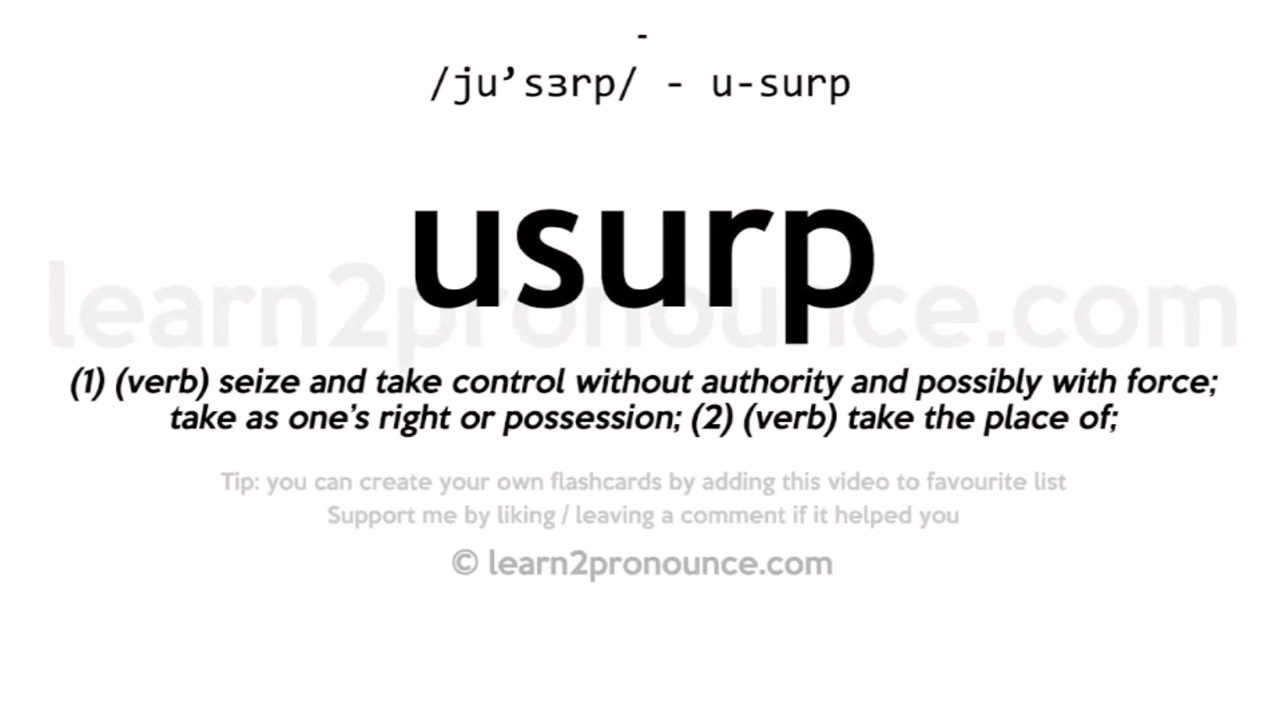 -
/ju’sɜrp/ - u-surp
usurp
learn2pronounce.com
(1) (verb) seize and take control without authority and possibly with force;
take as one’s right or possession; (2) (verb) take the place of;
Tip: you can create your own flashcards by adding this video to favourite list
Support me by liking / leaving a comment if it helped you
© learn2pronounce.com